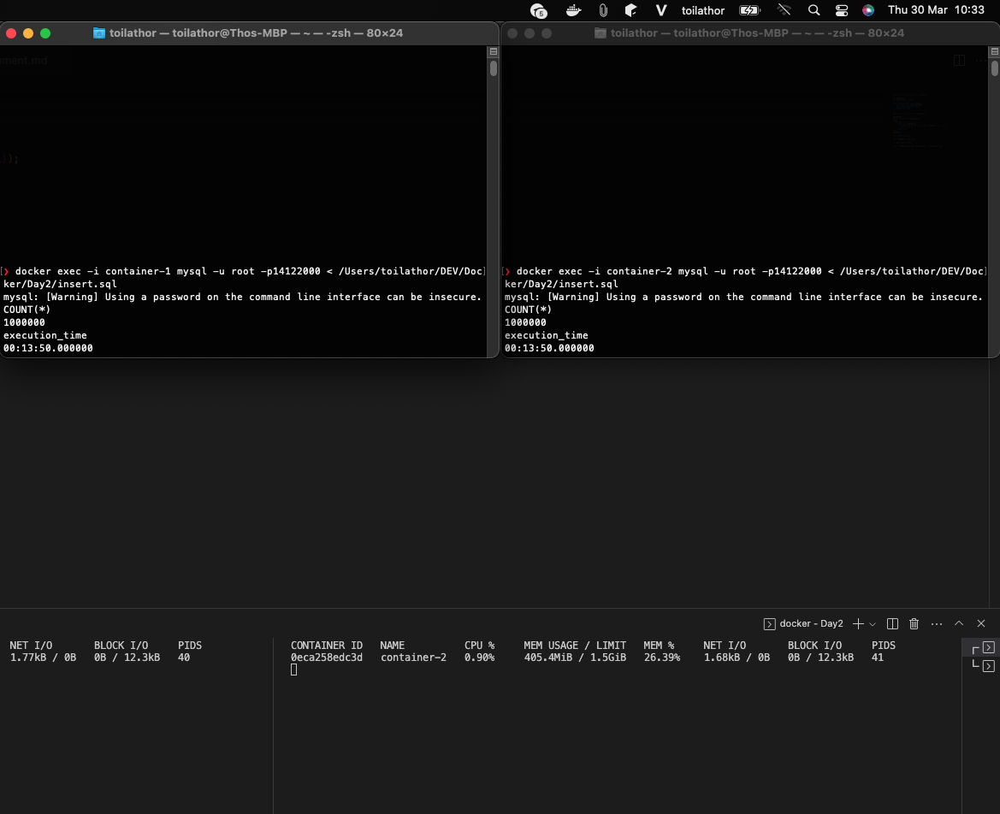 5
toilathor
Thu 30 Mar 10:33
toilathor — toilathor@Thos-MBP — ~ — -zsh — 80×24
ment.md
)};
[❯ docker exec -i container-1 mysql -u root -p14122000 < /Users/toilathor/DEV/Doc]
ker/Day2/insert.sql
mysql: [Warning] Using a password on the command line interface can be insecure.
COUNT(*)
1000000
execution_time
00:13:50.000000
toilathor — toilathor@Thos-MBP — ~ — -zsh — 80×24
[❯ docker exec -i container-2 mysql -u root -p14122000 < /Users/toilathor/DEV/Doc]
ker/Day2/insert.sql
mysql: [Warning] Using a password on the command line interface can be insecure.
COUNT(*)
1000000
execution_time
00:13:50.000000
docker - Day2
NET I/O BLOCK I/O PIDS
1.77kB / 0B 0B / 12.3kB 40
CONTAINER ID NAME CPU % MEM USAGE / LIMIT MEM % NET I/O BLOCK I/O PIDS
0eca258edc3d container-2 0.90% 405.4MiB / 1.5GiB 26.39% 1.68kB / 0B 0B / 12.3kB 41